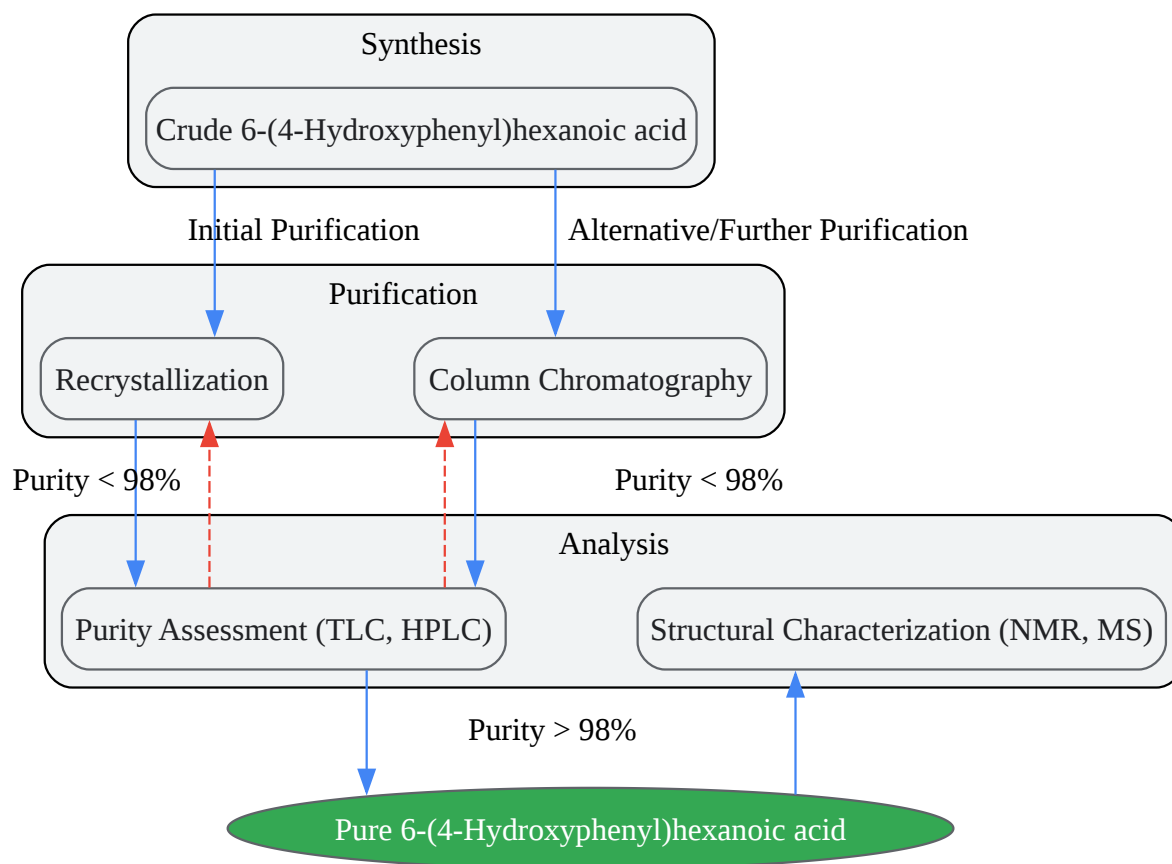 Synthesis
Crude 6-(4-Hydroxyphenyl)hexanoic acid
Initial Purification
Alternative/Further Purification
Purification
Recrystallization
Column Chromatography
Purity < 98%
Purity < 98%
Analysis
Purity Assessment (TLC, HPLC)
Structural Characterization (NMR, MS)
Purity > 98%
Pure 6-(4-Hydroxyphenyl)hexanoic acid